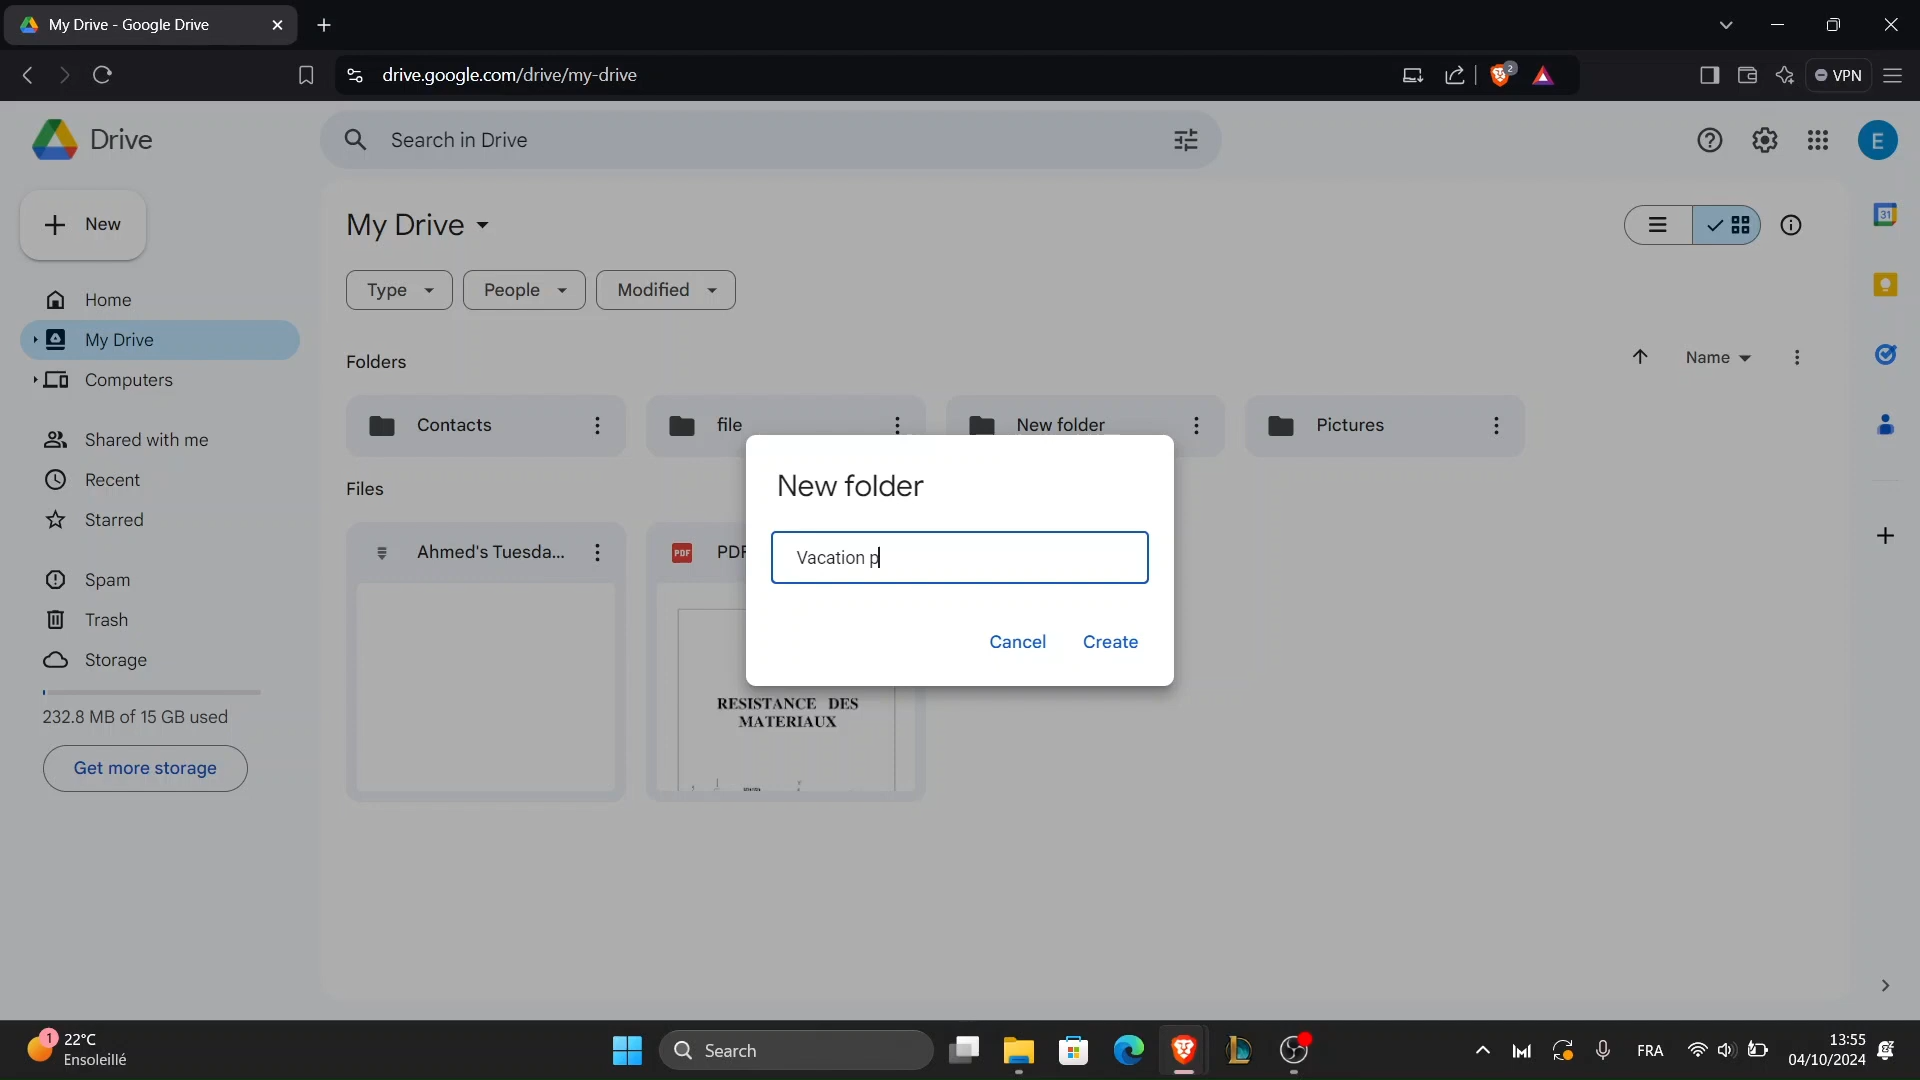 My Drive - Google Drive
drive.google.com/drive/my-drive
2
VPN
Drive
Search in Drive
E
New
My Drive
31
Type
People
Modified
Home
My Drive
Computers
Folders
Name
Contacts
file
New folder
Pictures
Shared with me
Recent
Starred
Files
Ahmed's Tuesda...
PDF
New folder
Vacation p
Cancel
Create
Spam
Trash
Storage
232.8 MB of 15 GB used
Get more storage
RESISTANCE DES
MATERIAUX
1
22°C
Ensoleillé
Search
FRA
13:55
04/10/2024